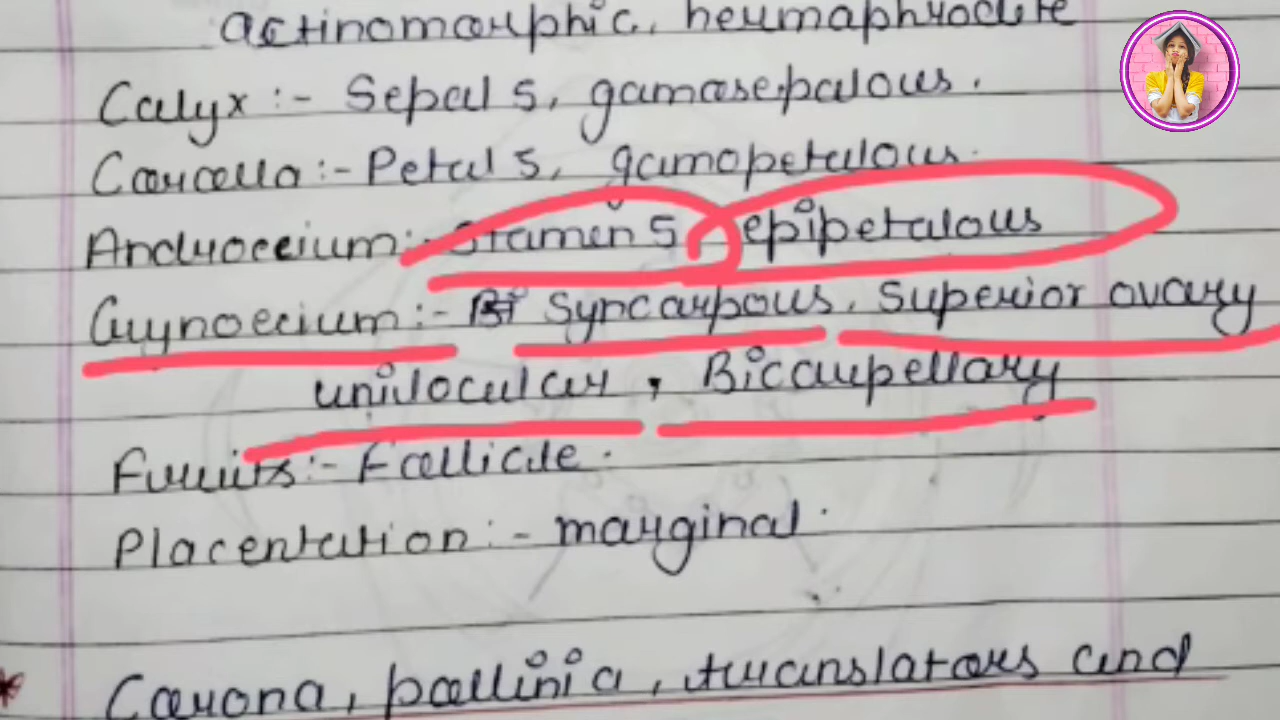 actinomorphic, hermaphrodite
Calyx :- Sepal 5, gamosepalous.
Corolla :- Petal 5, gamopetalous.
Androecium :- Stamen 5, epipetalous
Gynoecium :- Syncarpous, Superior ovary
unilocular, Bicarpellary
Fruits :- Follicle.
Placentation :- marginal.
Corona, pollinia, translators and